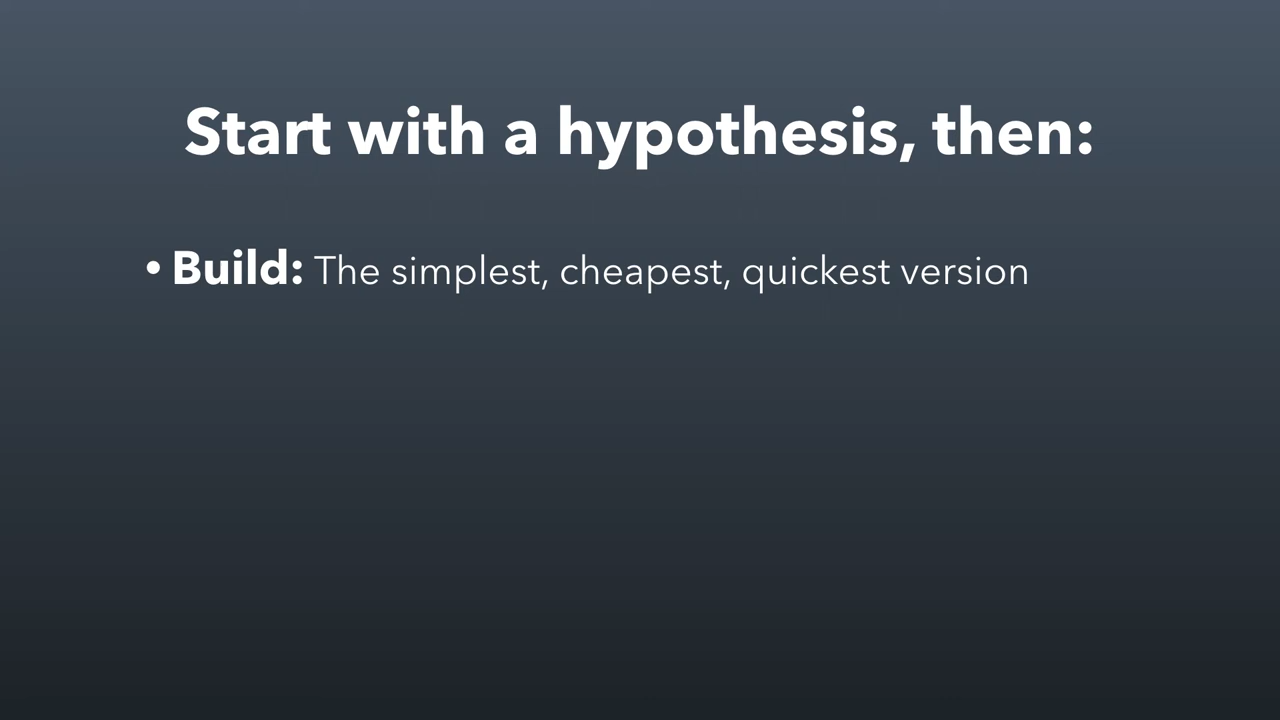 Start with a hypothesis, then:
• Build: The simplest, cheapest, quickest version